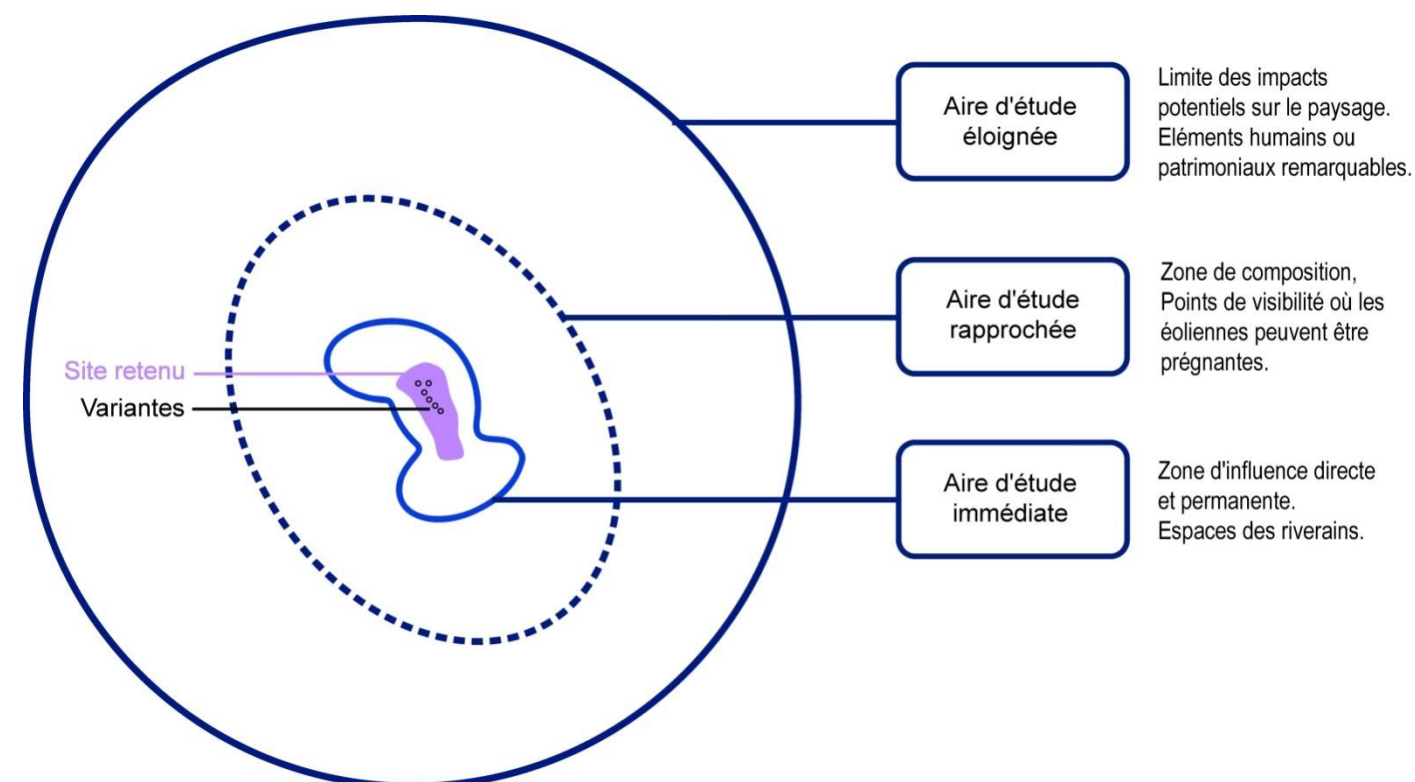 Aire d'étude
éloignée
Limite des impacts
potentiels sur le paysage.
Eléments humains ou
patrimoniaux remarquables.
Aire d'étude
rapprochée
Zone de composition,
Points de visibilité où les
éoliennes peuvent être
prégnantes.
Site retenu
Variantes
Aire d'étude
immédiate
Zone d'influence directe
et permanente.
Espaces des riverains.